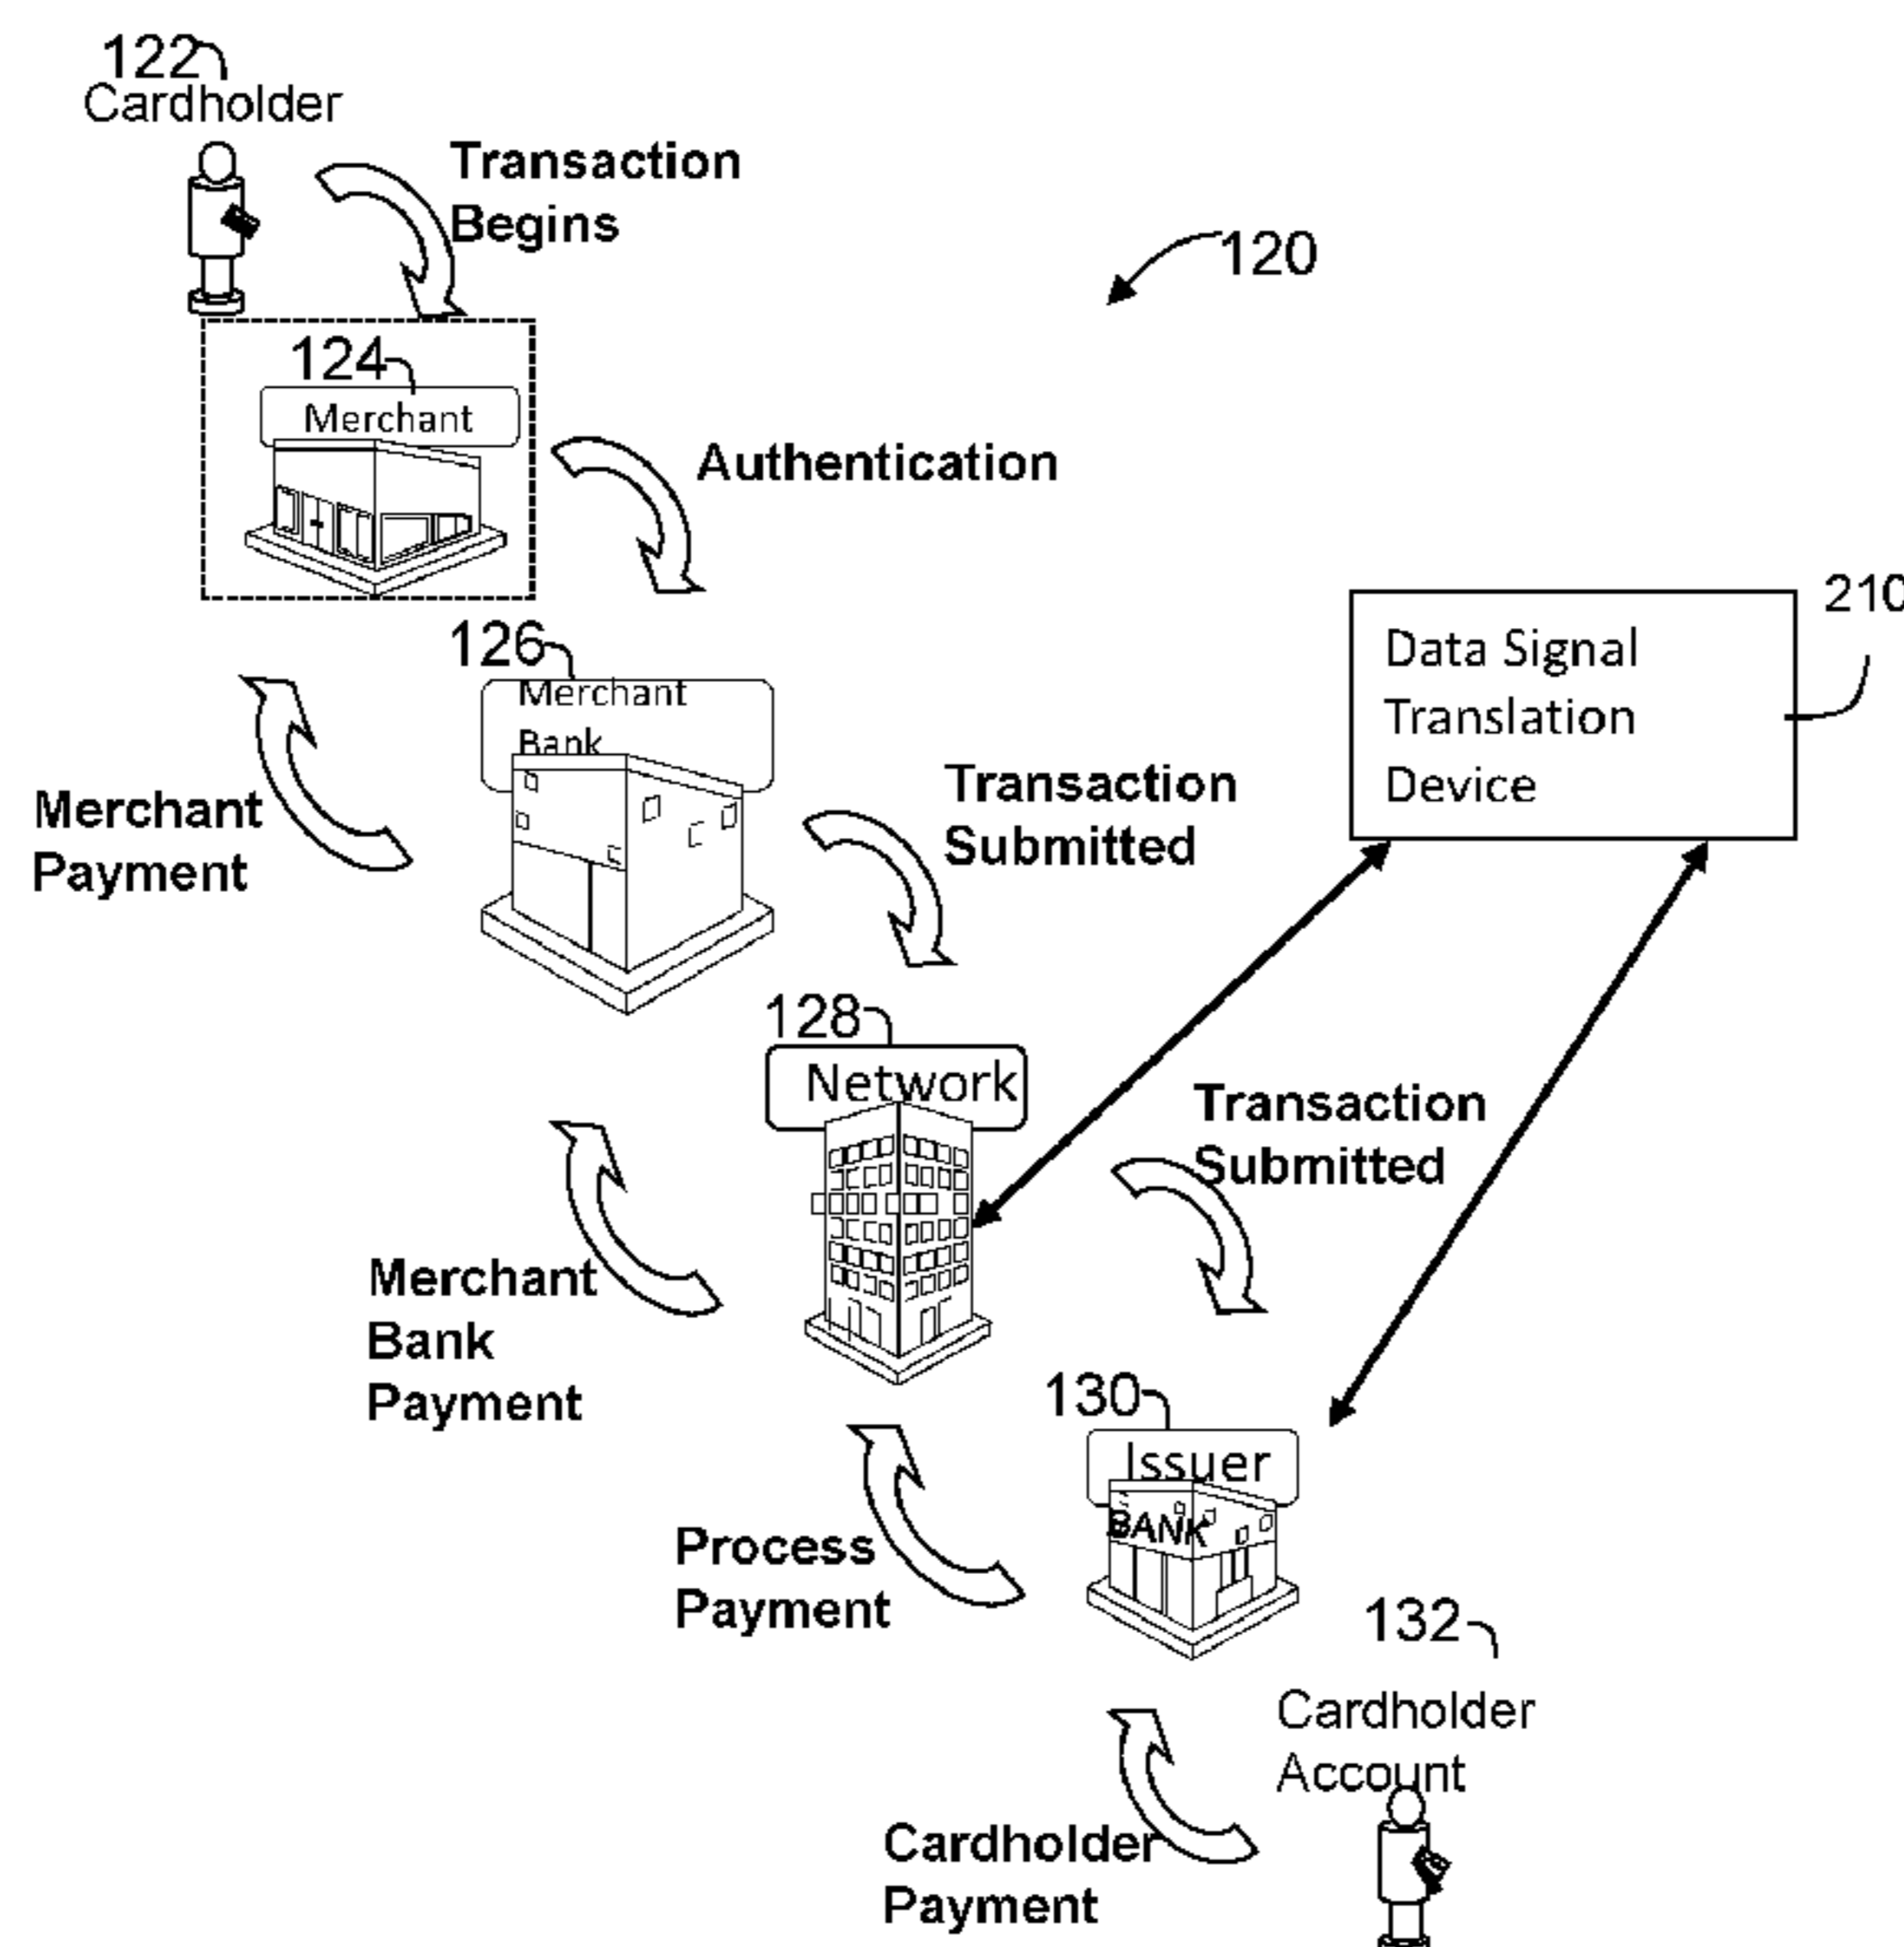 122
Cardholder
Transaction
Begins
120
124
Merchant
Authentication
210
Data Signal
Translation
Device
126
Merchant
Bank
Merchant
Payment
Transaction
Submitted
128
Network
Transaction
Submitted
Merchant
Bank
Payment
130
Issuer
BANK
Process
Payment
132
Cardholder
Account
Cardholder
Payment